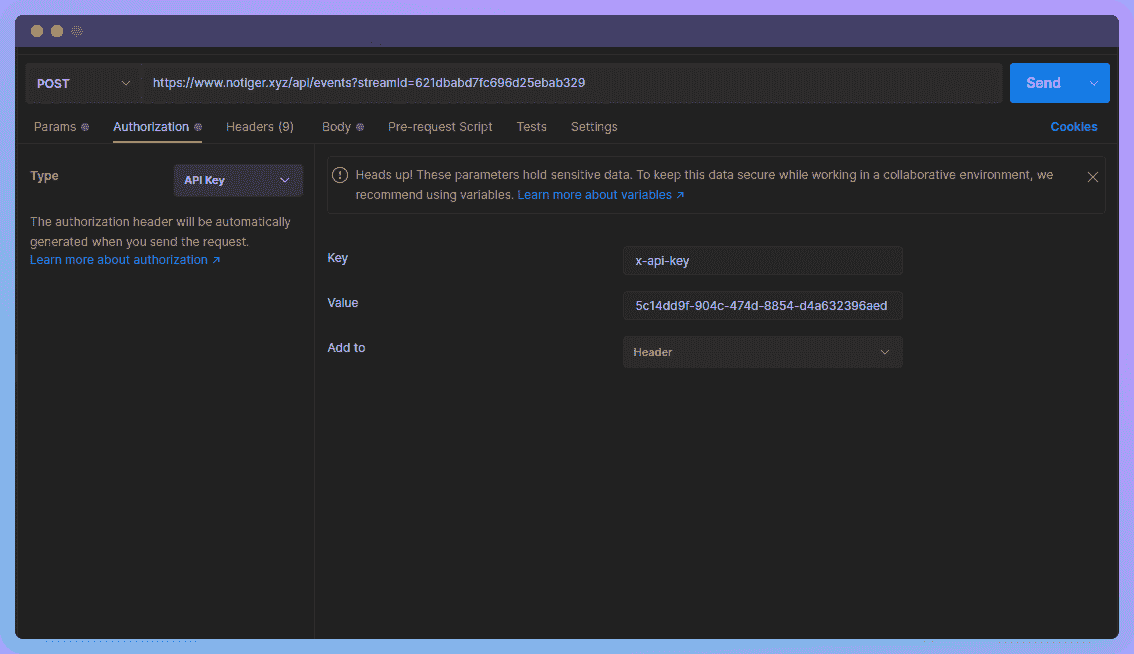 POST https://www.notiger.xyz/api/events?streamId=621dbabd7fc696d25ebab329 Send
Params Authorization Headers (9) Body Pre-request Script Tests Settings Cookies
Type API Key
The authorization header will be automatically
generated when you send the request.
Learn more about authorization ↗
Heads up! These parameters hold sensitive data. To keep this data secure while working in a collaborative environment, we
recommend using variables. Learn more about variables ↗
Key x-api-key
Value 5c14dd9f-904c-474d-8854-d4a632396aed
Add to Header